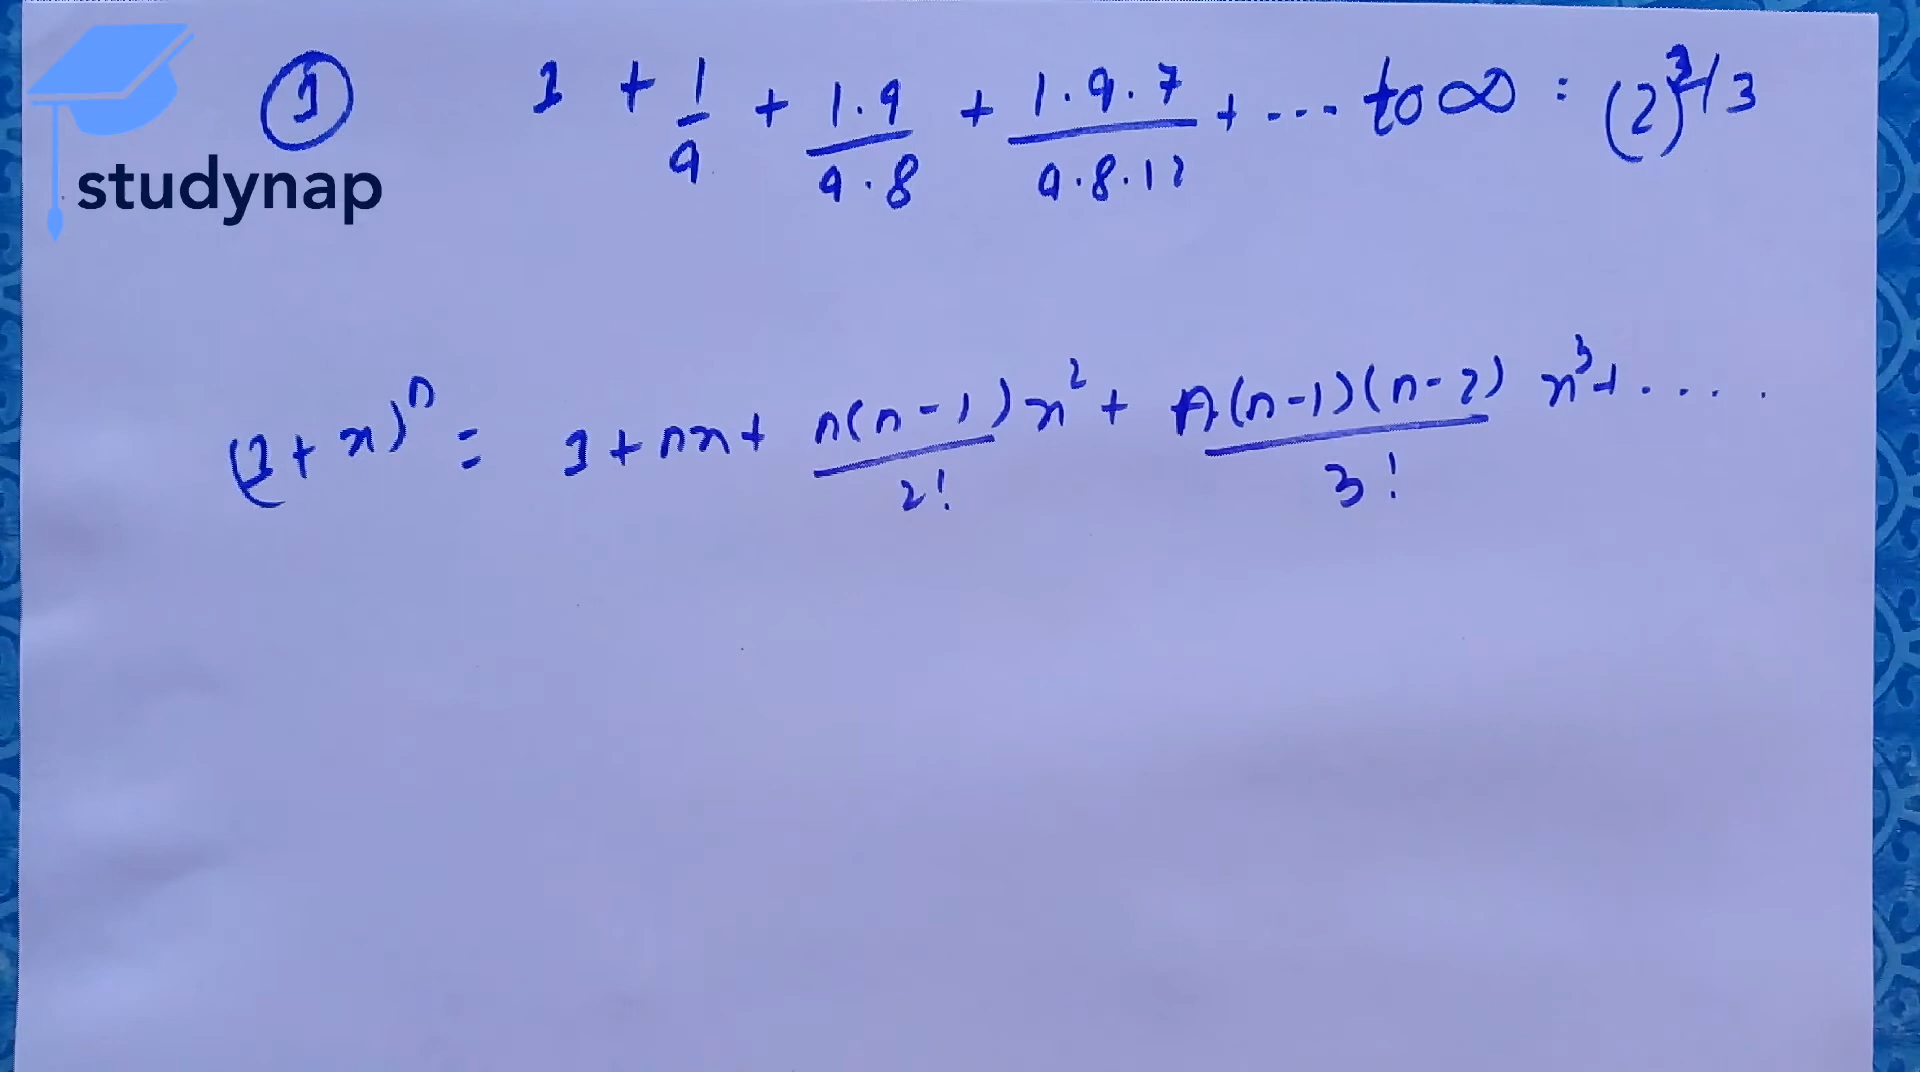 ① 1 + 1/4 + 1.4/4.8 + 1.4.7/4.8.12 + ... to ∞ = (2)^2/3
studynap
(1+x)^n = 1 + nx + n(n-1)/2! x^2 + n(n-1)(n-2)/3! x^3 + . . . .